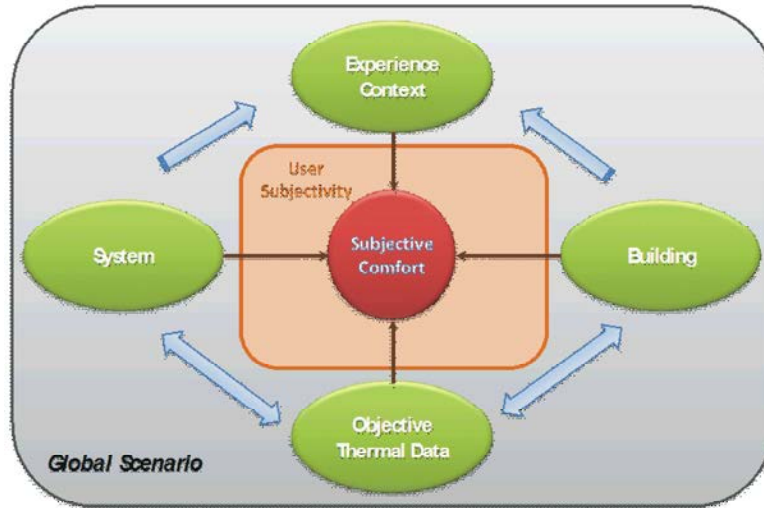 Experience
Context
User
Subjectivity
System
Subjective
Comfort
Building
Objective
Thermal Data
Global Scenario